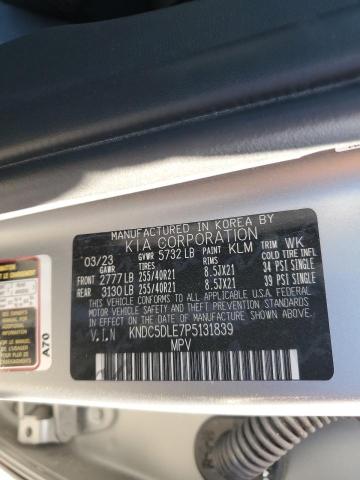 MANUFACTURED IN KOREA BY
KIA CORPORATION
03/23 GVWR 5732 LB PAINT KLM TRIM WK
GAWR TIRES RIMS COLD TIRE INFL.
FRONT 2777 LB 255/40R21 8.5JX21 34 PSI SINGLE
REAR 3130 LB 255/40R21 8.5JX21 39 PSI SINGLE
THIS VEHICLE CONFORMS TO ALL APPLICABLE U.S.A. FEDERAL
MOTOR VEHICLE SAFETY AND THEFT PREVENTION STANDARDS
IN EFFECT ON THE DATE OF MANUFACTURE SHOWN ABOVE.
V.I.N KNDC5DLE7P5131839
MPV
A70